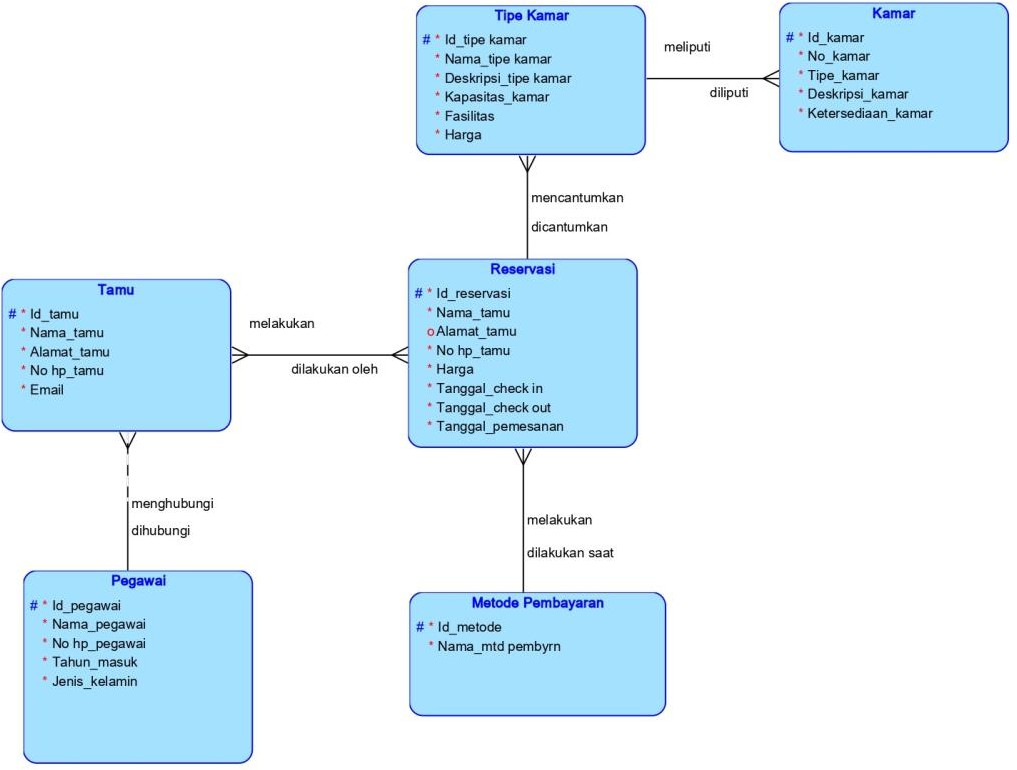 Tipe Kamar
# * Id_tipe kamar
* Nama_tipe kamar
* Deskripsi_tipe kamar
* Kapasitas_kamar
* Fasilitas
* Harga
meliputi
diliputi
Kamar
# * Id_kamar
* No_kamar
* Tipe_kamar
* Deskripsi_kamar
* Ketersediaan_kamar
mencantumkan
dicantumkan
Tamu
# * Id_tamu
* Nama_tamu
* Alamat_tamu
* No hp_tamu
* Email
melakukan
dilakukan oleh
Reservasi
# * Id_reservasi
* Nama_tamu
o Alamat_tamu
* No hp_tamu
* Harga
* Tanggal_check in
* Tanggal_check out
* Tanggal_pemesanan
menghubungi
dihubungi
melakukan
dilakukan saat
Pegawai
# * Id_pegawai
* Nama_pegawai
* No hp_pegawai
* Tahun_masuk
* Jenis_kelamin
Metode Pembayaran
# * Id_metode
* Nama_mtd pembyrn